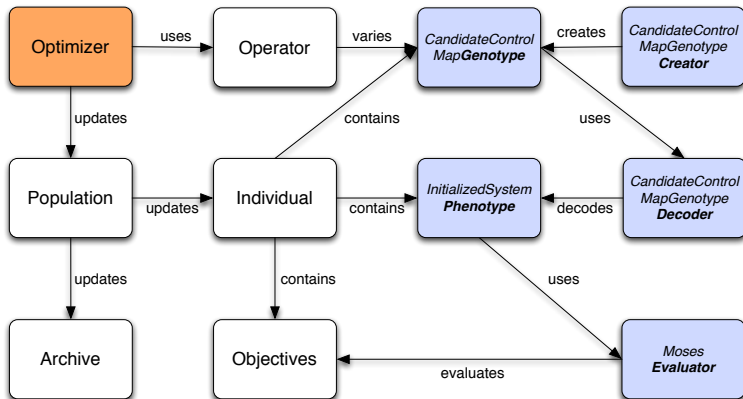 Optimizer
uses
Operator
varies
CandidateControl
MapGenotype
creates
CandidateControl
MapGenotype
Creator
updates
contains
uses
Population
updates
Individual
contains
InitializedSystem
Phenotype
decodes
CandidateControl
MapGenotype
Decoder
updates
contains
uses
Archive
Objectives
evaluates
Moses
Evaluator